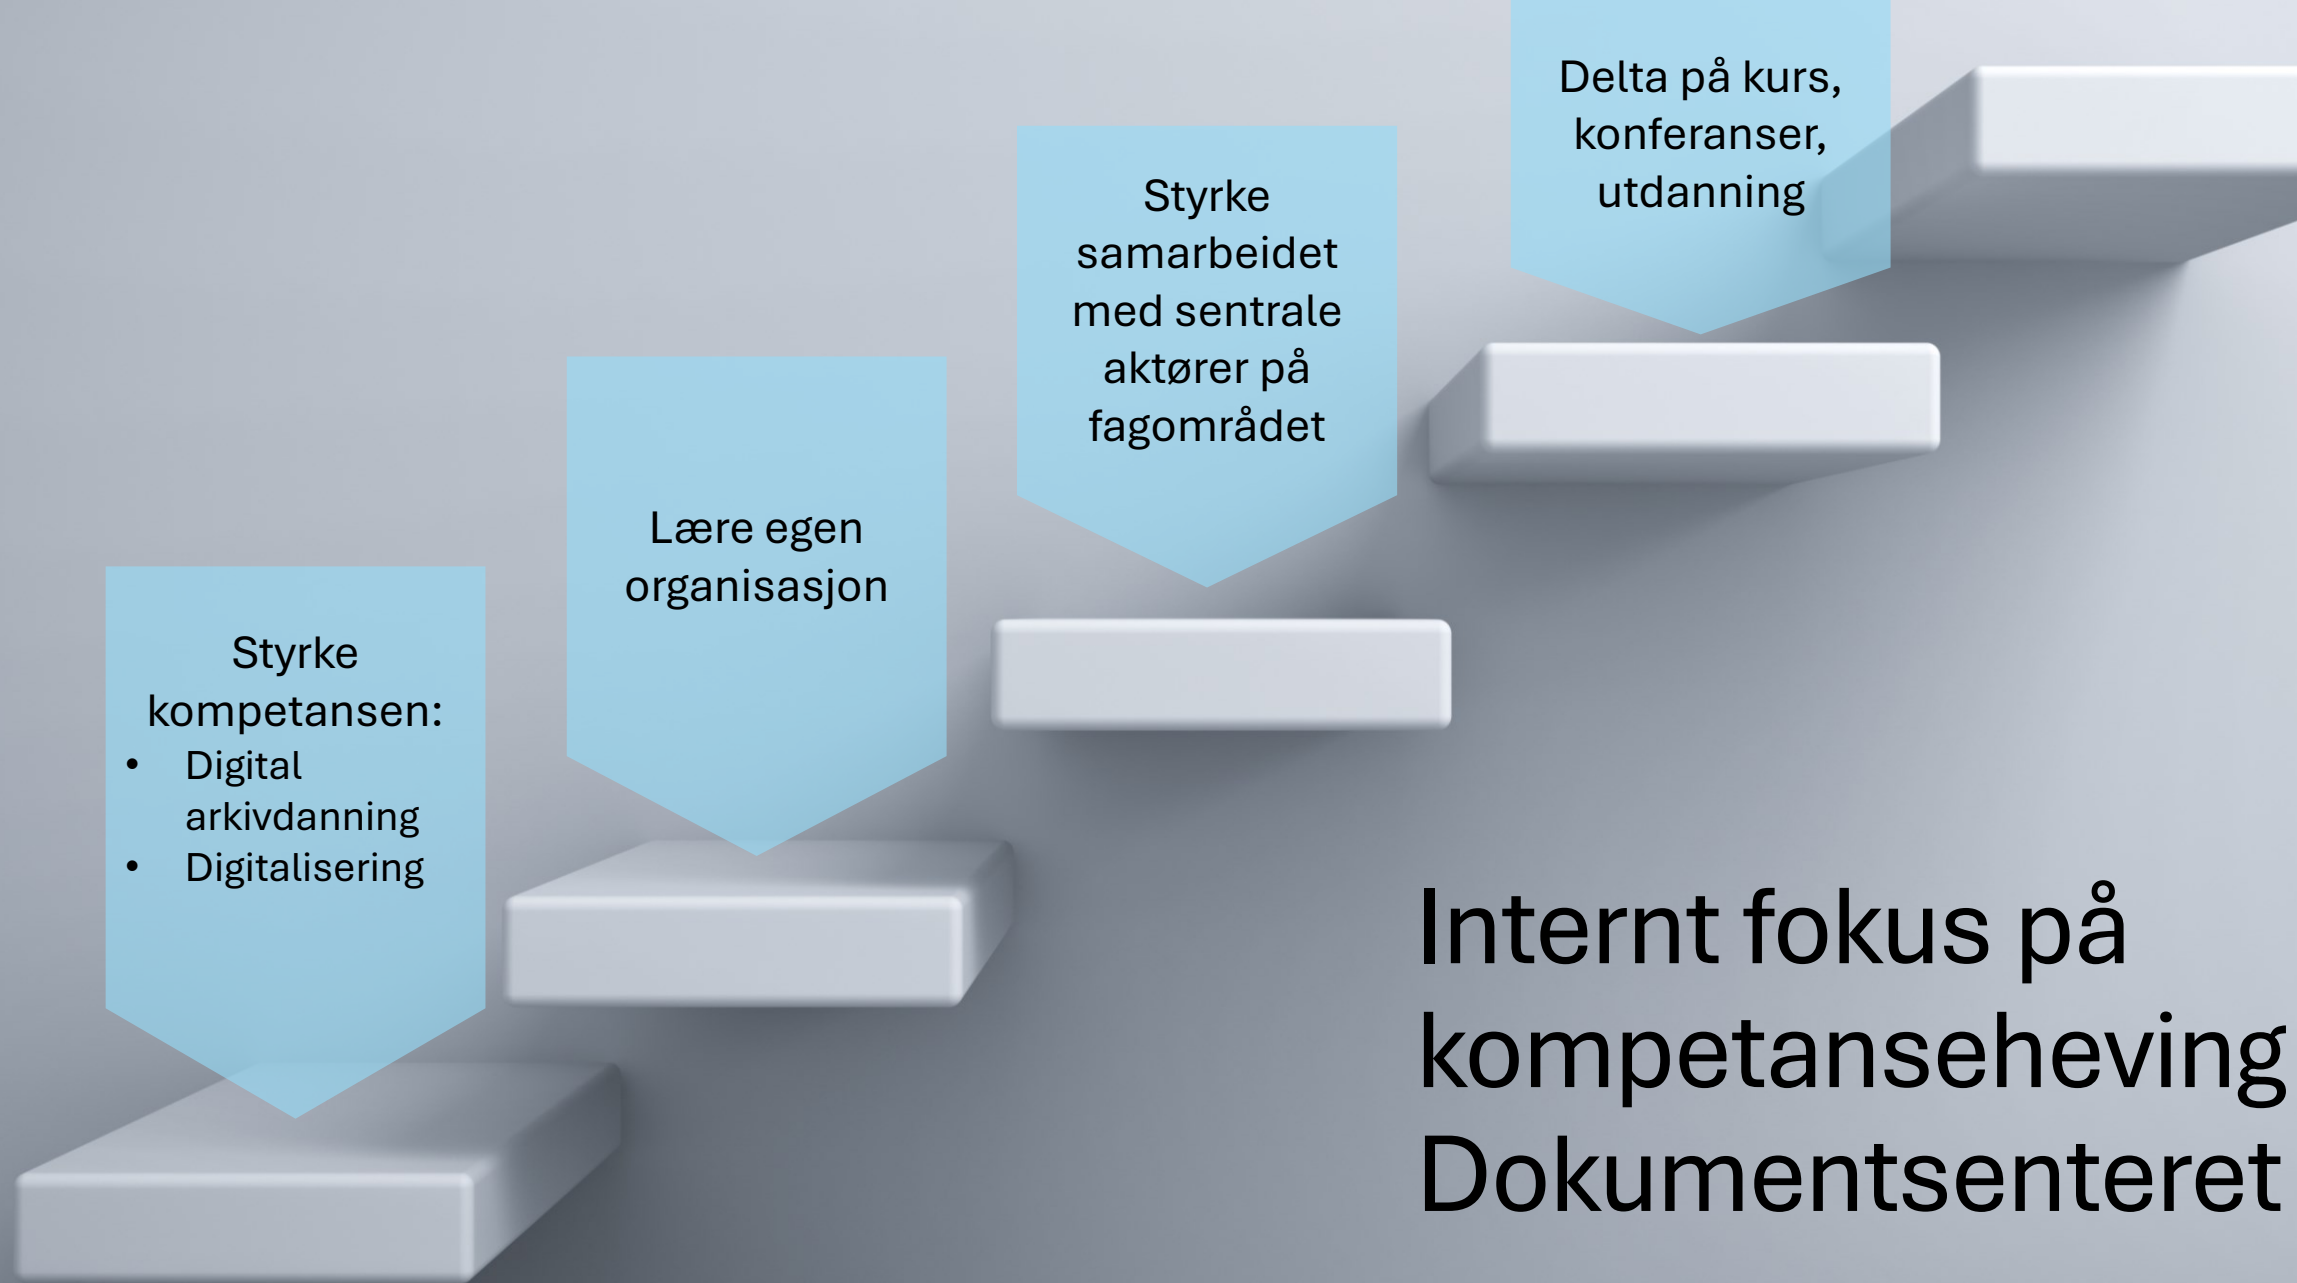 Styrke
kompetansen:
• Digital
arkivdanning
• Digitalisering
Lære egen
organisasjon
Styrke
samarbeidet
med sentrale
aktører på
fagområdet
Delta på kurs,
konferanser,
utdanning
Internt fokus på
kompetanseheving
Dokumentsenteret